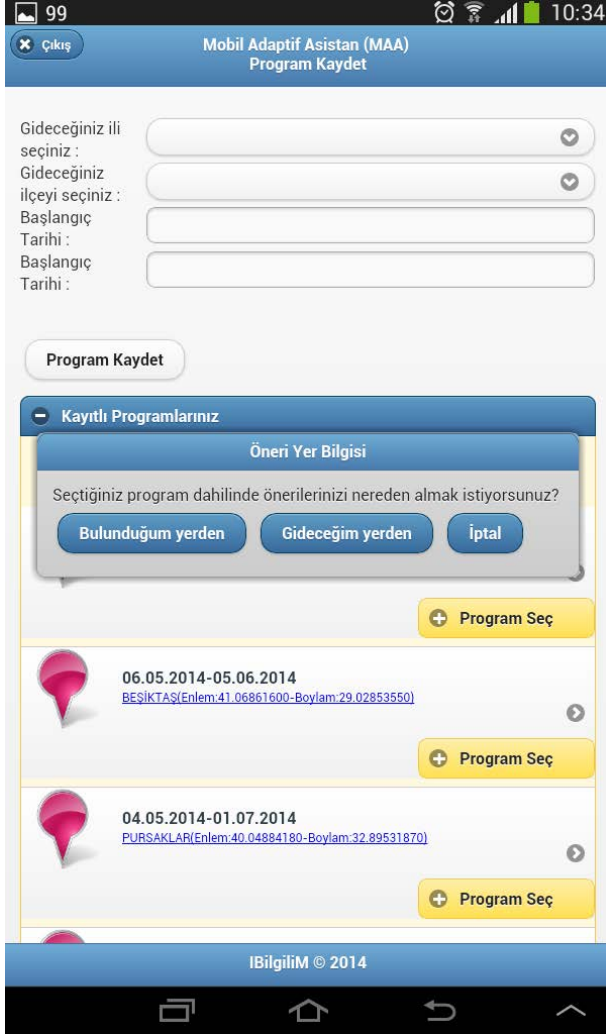 99
10:34
Çıkış
Mobil Adaptif Asistan (MAA)
Program Kaydet
Gideceğiniz ili
seçiniz :
Gideceğiniz
ilçeyi seçiniz :
Başlangıç
Tarihi :
Başlangıç
Tarihi :
Program Kaydet
Kayıtlı Programlarınız
Öneri Yer Bilgisi
Seçtiğiniz program dahilinde önerilerinizi nereden almak istiyorsunuz?
Bulunduğum yerden
Gideceğim yerden
İptal
Program Seç
06.05.2014-05.06.2014
BEŞİKTAŞ(Enlem:41.06861600-Boylam:29.02853550)
Program Seç
04.05.2014-01.07.2014
PURSAKLAR(Enlem:40.04884180-Boylam:32.89531870)
Program Seç
IBilgiliM © 2014